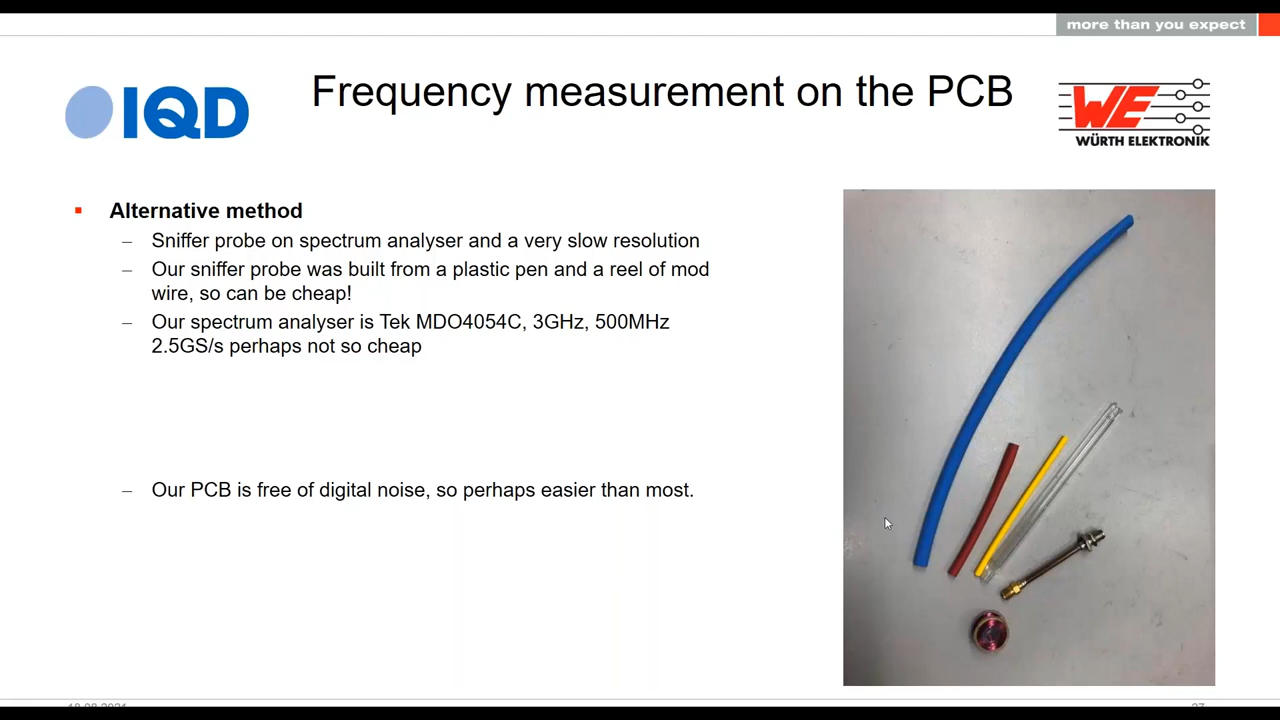 more than you expect
IQD
Frequency measurement on the PCB
WE
WÜRTH ELEKTRONIK
Alternative method
– Sniffer probe on spectrum analyser and a very slow resolution
– Our sniffer probe was built from a plastic pen and a reel of mod
wire, so can be cheap!
– Our spectrum analyser is Tek MDO4054C, 3GHz, 500MHz
2.5GS/s perhaps not so cheap
– Our PCB is free of digital noise, so perhaps easier than most.